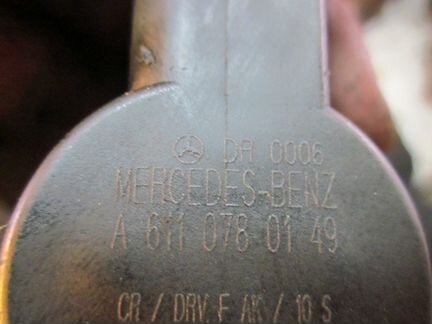 DR 0006
MERCEDES-BENZ
A 611 078 01 49
CR / DRV. F AK / 10 S